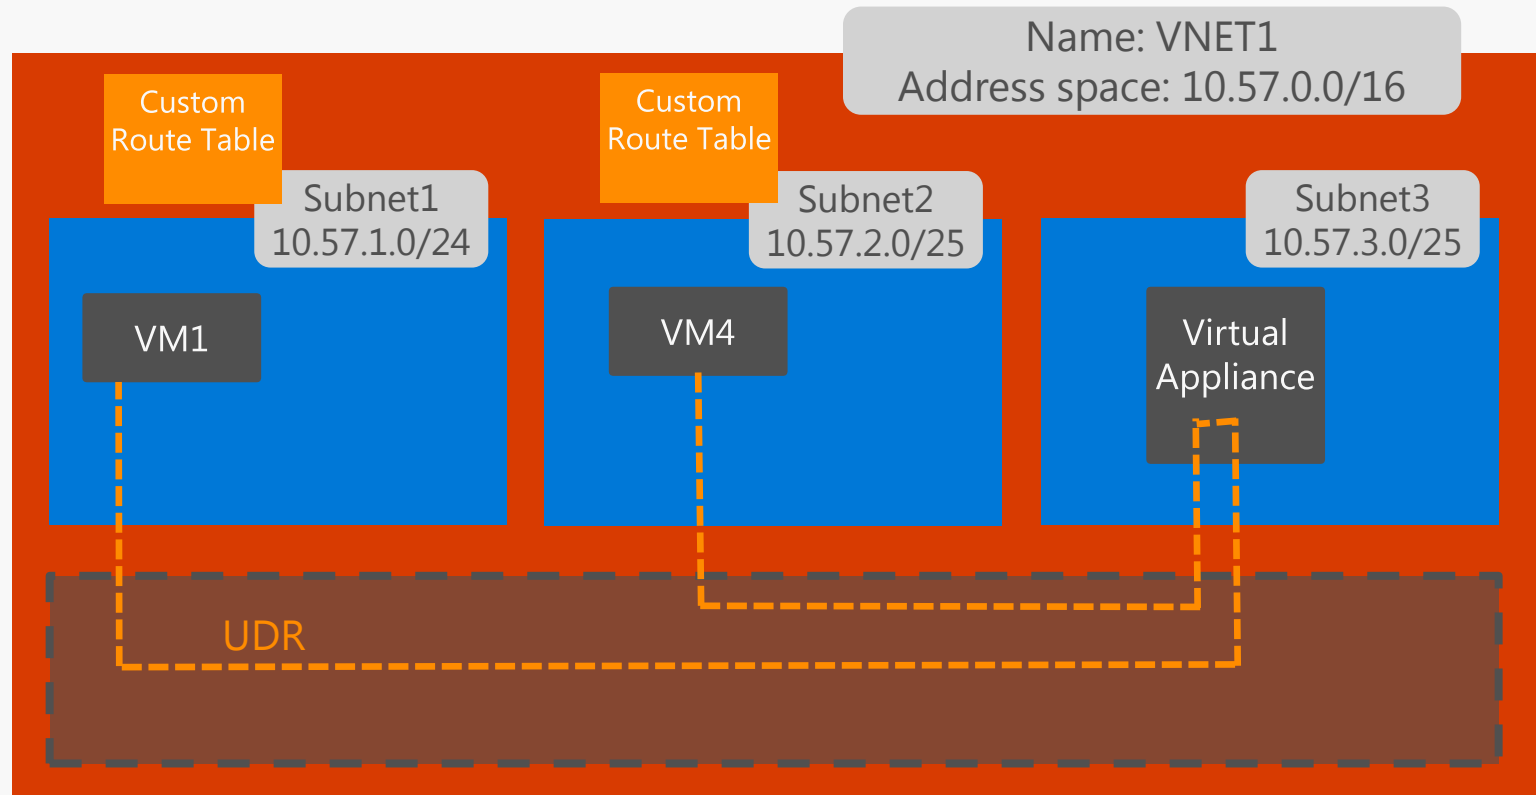 Name: VNET1
Address space: 10.57.0.0/16
Custom
Route Table
Custom
Route Table
Subnet1
10.57.1.0/24
Subnet2
10.57.2.0/25
Subnet3
10.57.3.0/25
VM1
VM4
Virtual
Appliance
UDR